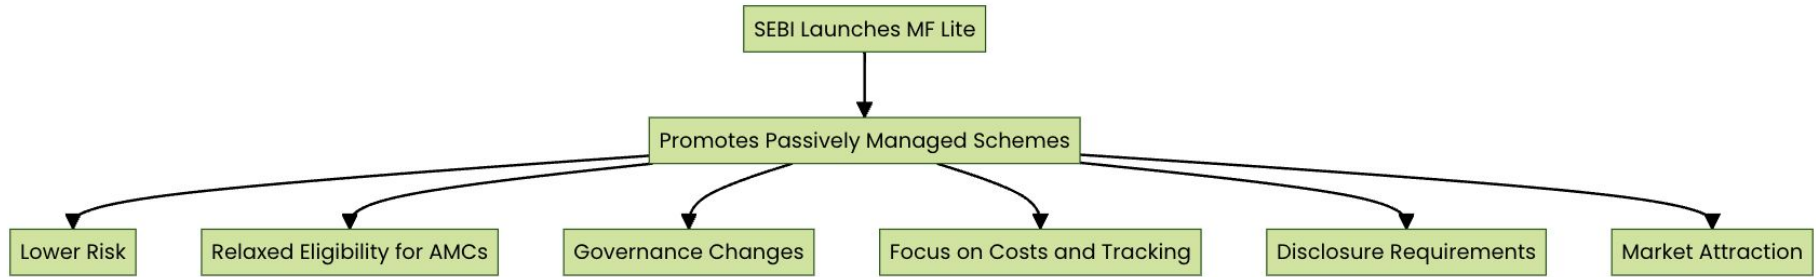 SEBI Launches MF Lite
Promotes Passively Managed Schemes
Lower Risk
Relaxed Eligibility for AMCs
Governance Changes
Focus on Costs and Tracking
Disclosure Requirements
Market Attraction